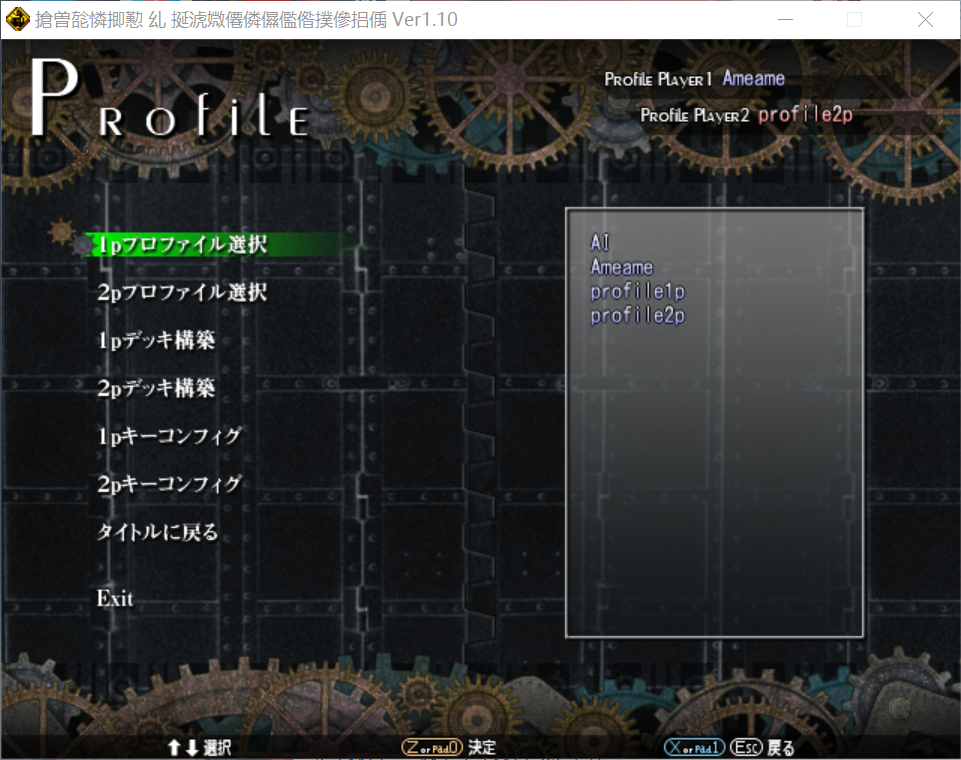 Ver1.10
Profile
Profile Player1 Ameame
Profile Player2 profile2p
1pプロファイル選択
2pプロファイル選択
1pデッキ構築
2pデッキ構築
1pキーコンフィグ
2pキーコンフィグ
タイトルに戻る
Exit
AI
Ameame
profile1p
profile2p
⬆⬇選択
Z or Pad0 決定
X or Pad1 Esc 戻る